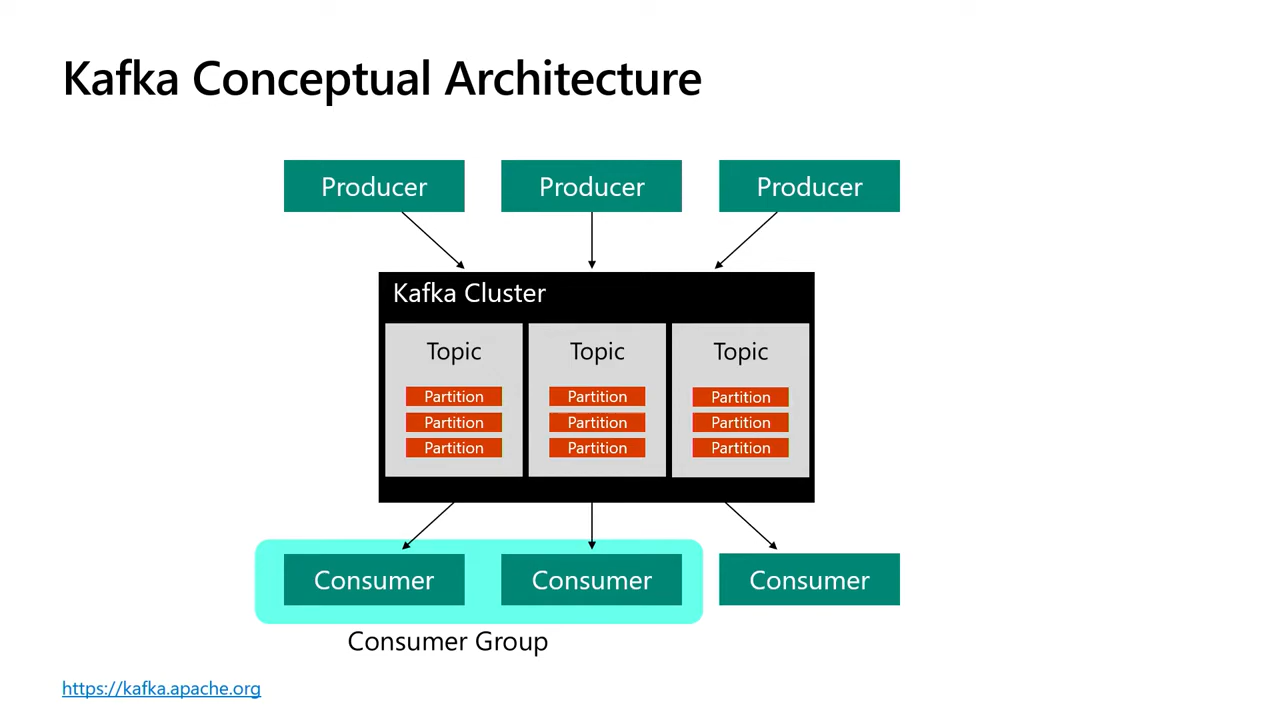 Kafka Conceptual Architecture
Producer Producer Producer
Kafka Cluster
Topic Topic Topic
Partition Partition Partition
Partition Partition Partition
Partition Partition Partition
Consumer Consumer Consumer
Consumer Group
https://kafka.apache.org